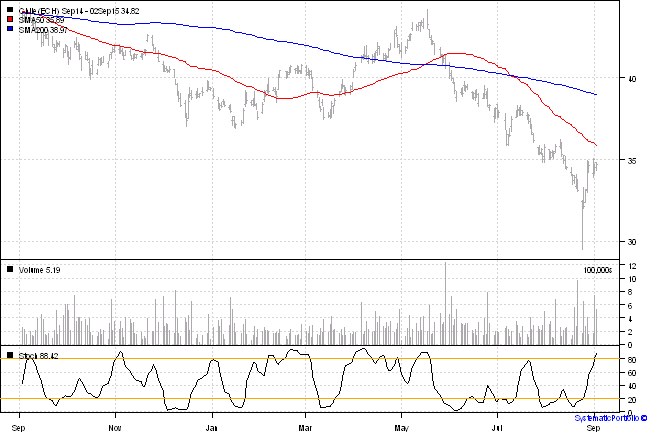 Chile (ECH) Sep14 - 02Sep15 34.82
SMA50 35.89
SMA200 38.97
40
35
30
Volume 5.19
100,000s
12
10
8
6
4
2
0
Stoch 88.42
80
60
40
20
0
Sep Nov Jan Mar May Jul Sep
SystematicPortfolio ©